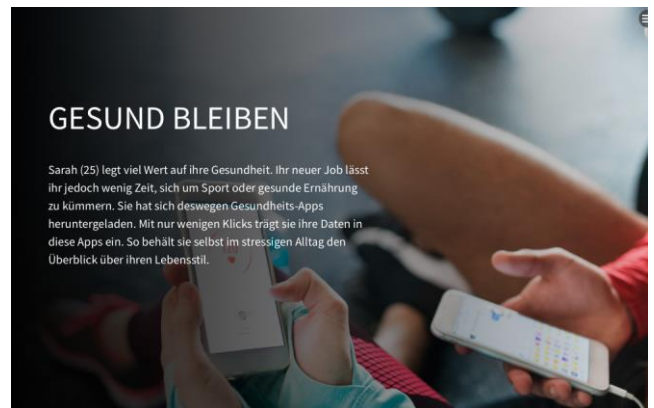 GESUND BLEIBEN
Sarah (25) legt viel Wert auf ihre Gesundheit. Ihr neuer Job lässt
ihr jedoch wenig Zeit, sich um Sport oder gesunde Ernährung
zu kümmern. Sie hat sich deswegen Gesundheits-Apps
heruntergeladen. Mit nur wenigen Klicks trägt sie ihre Daten in
diese Apps ein. So behält sie selbst im stressigen Alltag den
Überblick über ihren Lebensstil.